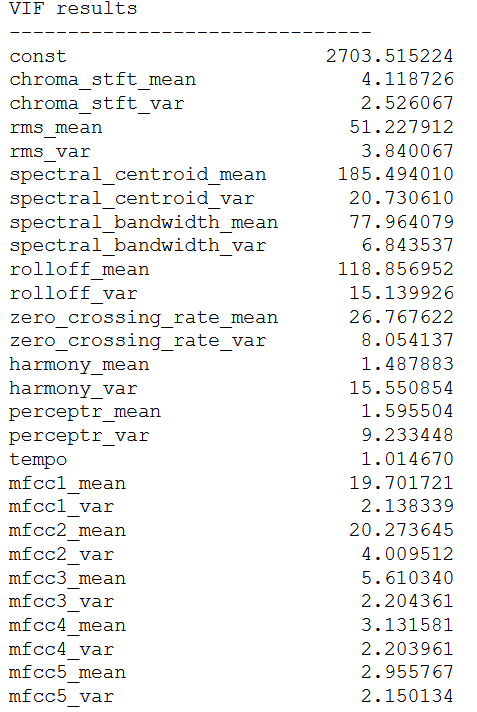 VIF results
-------------------------------
const 2703.515224
chroma_stft_mean 4.118726
chroma_stft_var 2.526067
rms_mean 51.227912
rms_var 3.840067
spectral_centroid_mean 185.494010
spectral_centroid_var 20.730610
spectral_bandwidth_mean 77.964079
spectral_bandwidth_var 6.843537
rolloff_mean 118.856952
rolloff_var 15.139926
zero_crossing_rate_mean 26.767622
zero_crossing_rate_var 8.054137
harmony_mean 1.487883
harmony_var 15.550854
perceptr_mean 1.595504
perceptr_var 9.233448
tempo 1.014670
mfcc1_mean 19.701721
mfcc1_var 2.138339
mfcc2_mean 20.273645
mfcc2_var 4.009512
mfcc3_mean 5.610340
mfcc3_var 2.204361
mfcc4_mean 3.131581
mfcc4_var 2.203961
mfcc5_mean 2.955767
mfcc5_var 2.150134